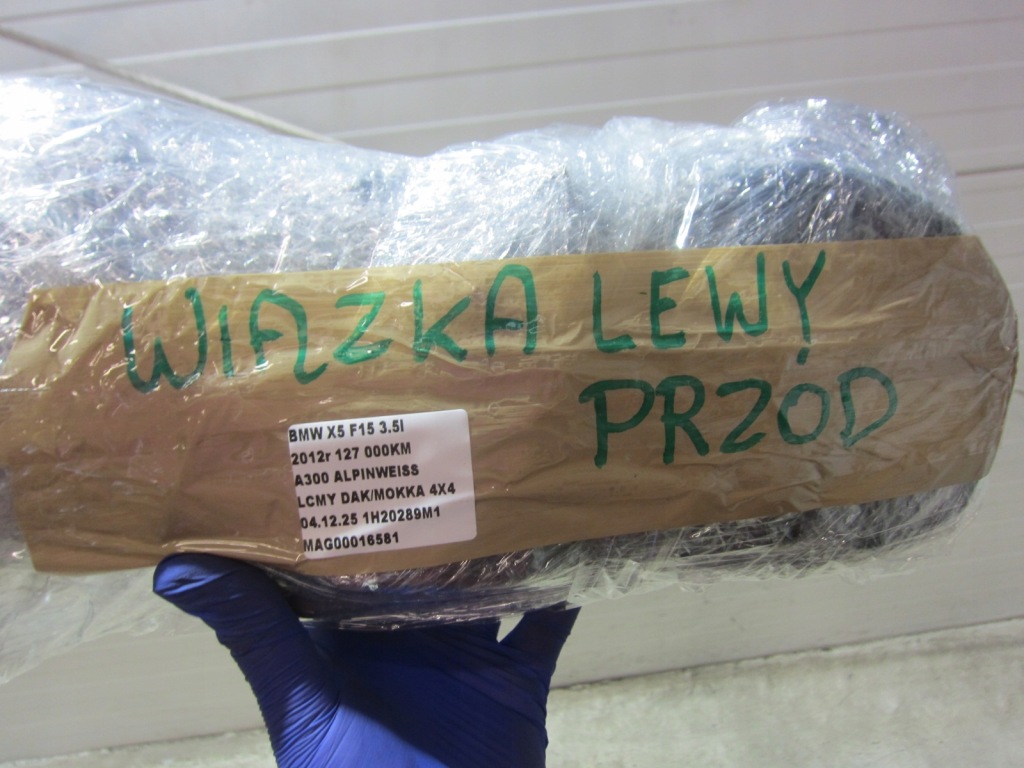 WIAZKA LEWY
PRZOD
BMW X5 F15 3.5I
2012r 127 000KM
A300 ALPINWEISS
LCMY DAK/MOKKA 4X4
04.12.25 1H20289M1
MAG00016581